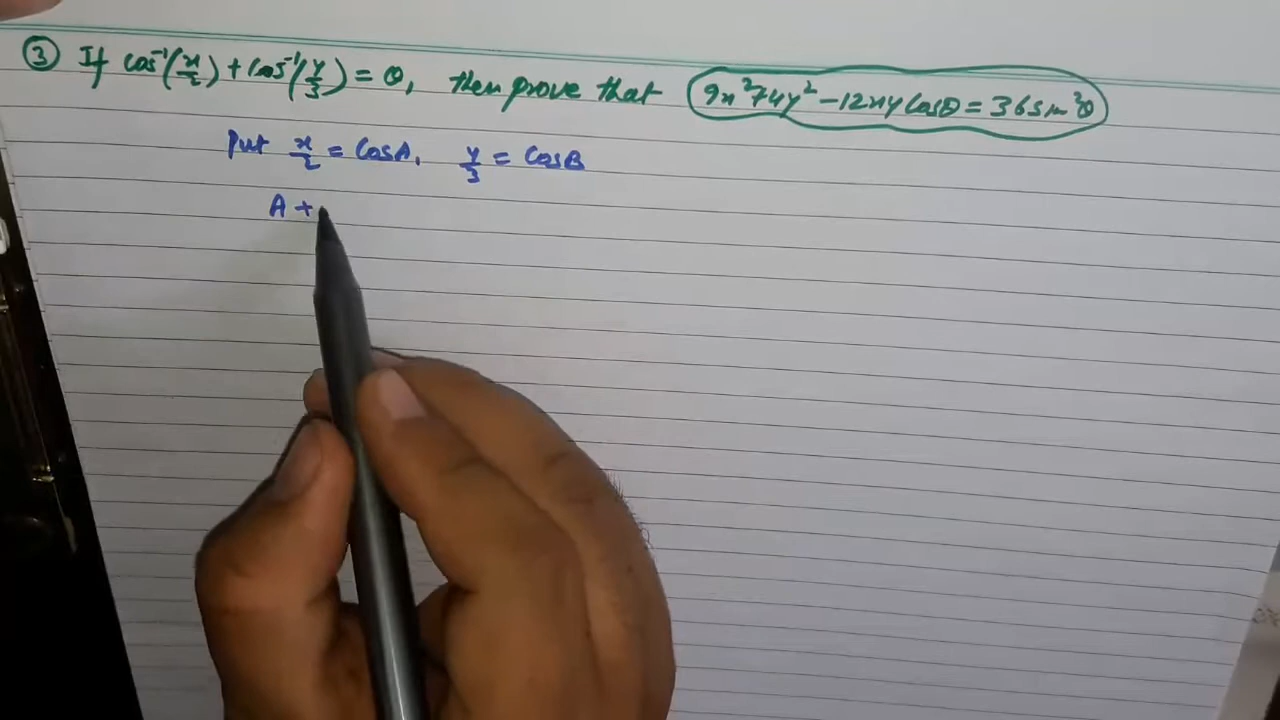 ③ If cos⁻¹(x/2) + cos⁻¹(y/3) = θ, then prove that 9x² + 4y² - 12xy cosθ = 36 sin²θ
Put x/2 = CosA, y/3 = CosB
A +